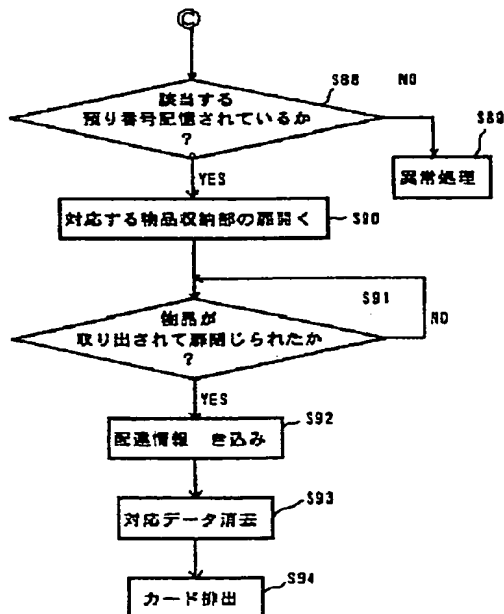 C
該当する
預り番号記憶されているか
?
S88
NO
S89
異常処理
YES
対応する物品収納部の扉開く
S90
物品が
取り出されて扉閉じられたか
?
S91
NO
YES
配達情報 き込み
S92
対応データ消去
S93
カード排出
S94